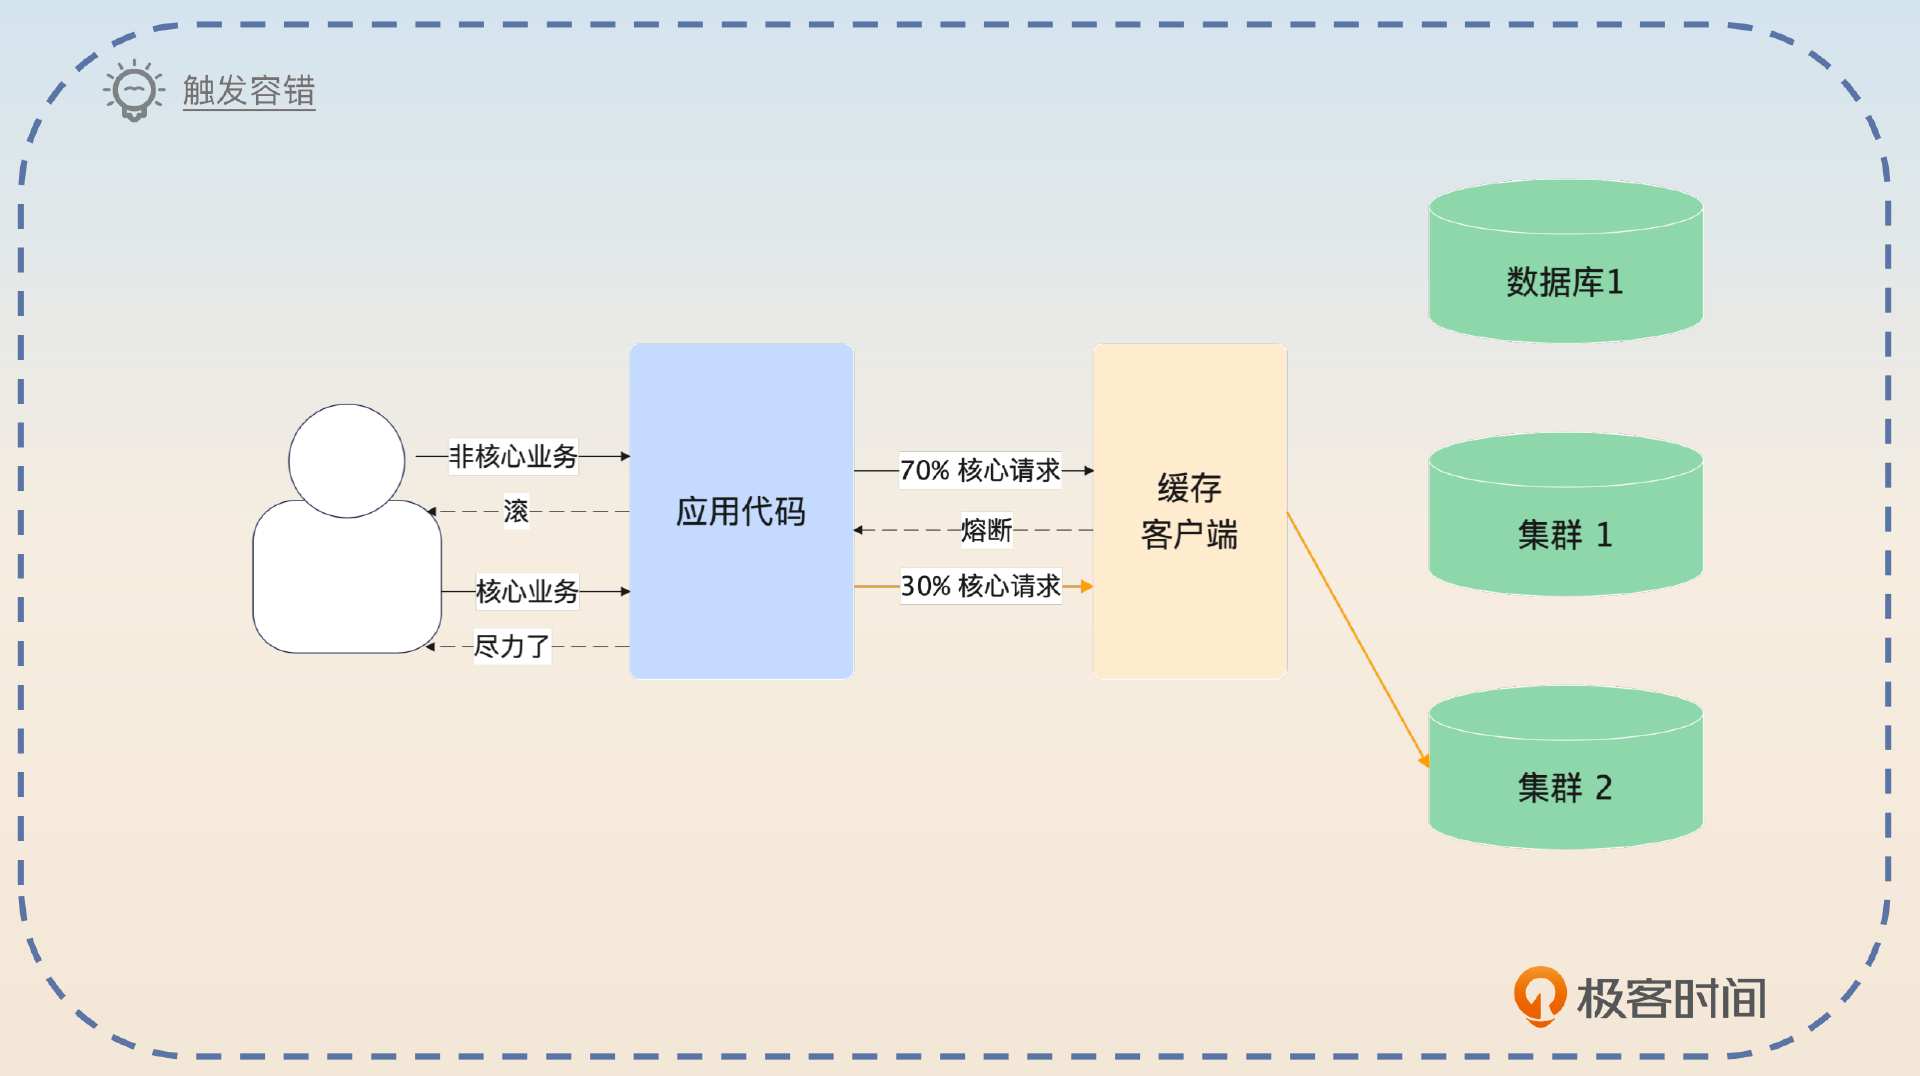 触发容错
非核心业务
滚
核心业务
尽力了
应用代码
70% 核心请求
熔断
30% 核心请求
缓存
客户端
数据库1
集群 1
集群 2
极客时间